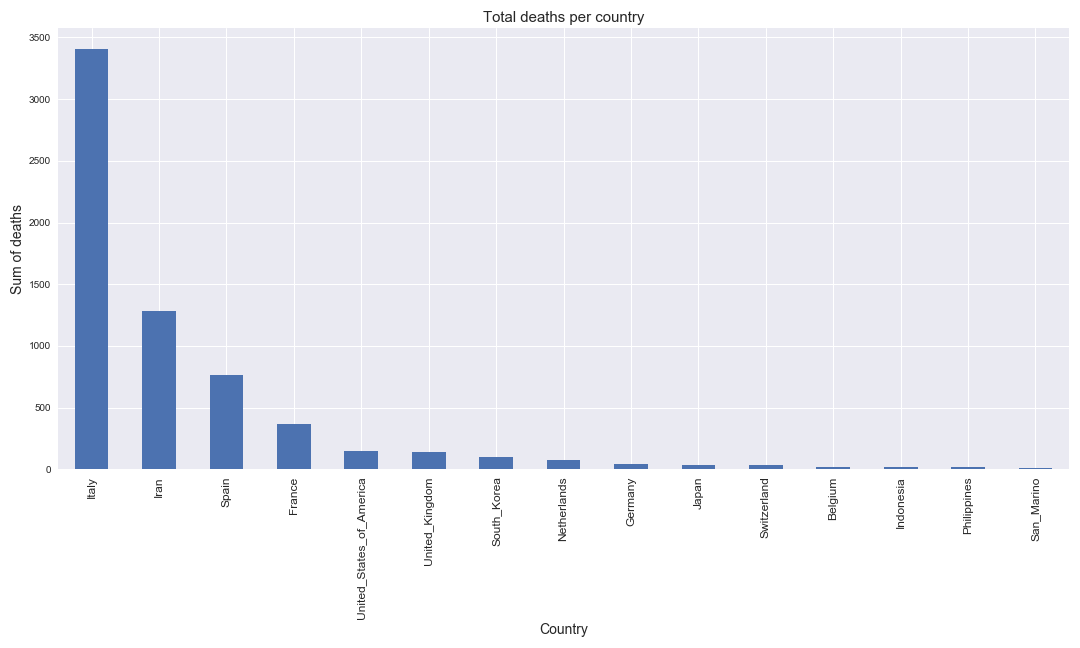 Total deaths per country
Sum of deaths
3500
3000
2500
2000
1500
1000
500
0
Italy
Iran
Spain
France
United_States_of_America
United_Kingdom
South_Korea
Netherlands
Germany
Japan
Switzerland
Belgium
Indonesia
Philippines
San_Marino
Country